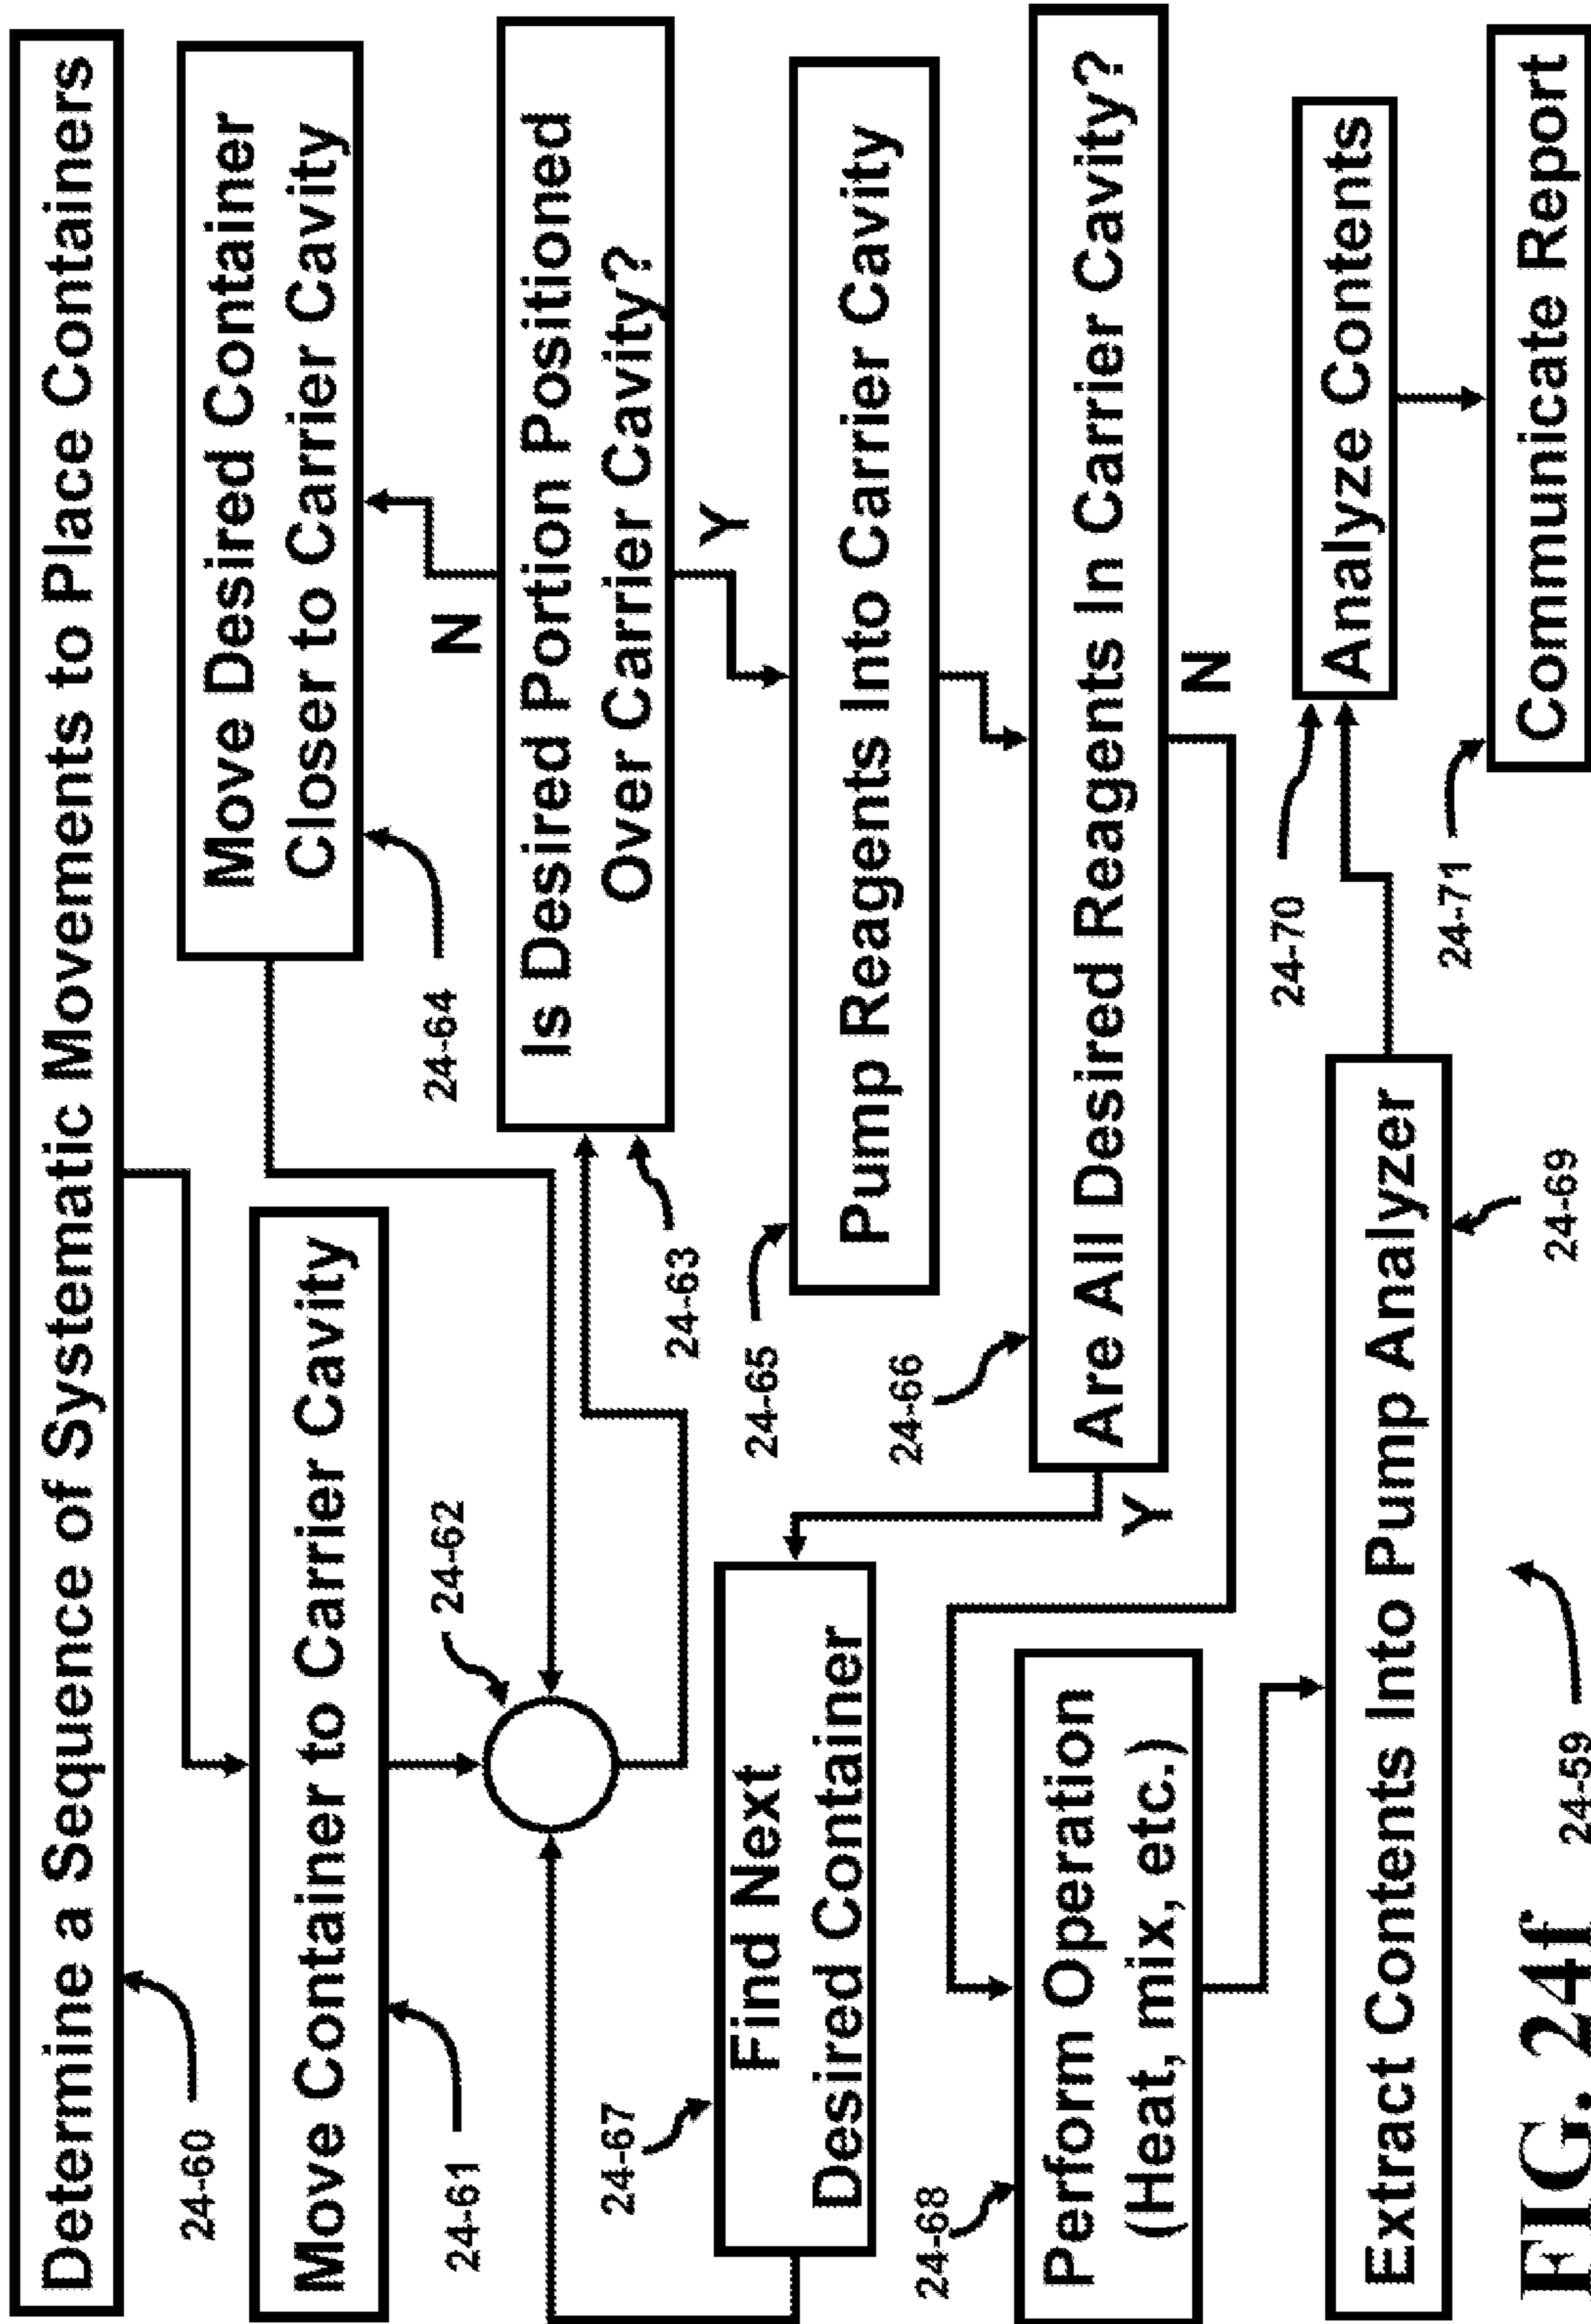 Determine a Sequence of Systematic Movements to Place Containers
24-60
Move Container to Carrier Cavity
24-61
24-62
Move Desired Container
Closer to Carrier Cavity
24-64
N
Is Desired Portion Positioned
Over Carrier Cavity?
24-63
Y
Pump Reagents Into Carrier Cavity
24-65
Are All Desired Reagents In Carrier Cavity?
24-66
Y
N
Find Next
Desired Container
24-67
Perform Operation
(Heat, mix, etc.)
24-68
Extract Contents Into Pump Analyzer
24-69
Analyze Contents
24-70
Communicate Report
24-71
FIG. 24f
24-59